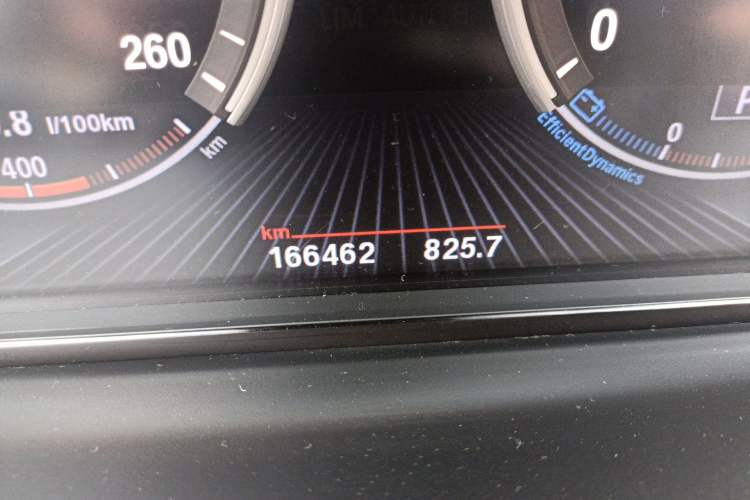 260
0
.8 l/100km
400
km
EfficientDynamics
0
P
km
166462 825.7